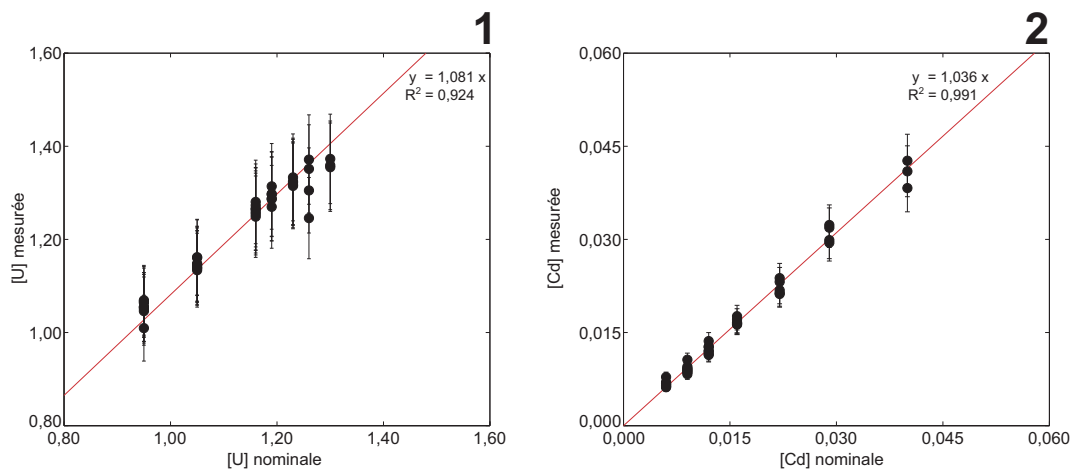 1
1,60
1,40
1,20
1,00
0,80
[U] mesurée
y = 1,081 x
R² = 0,924
0,80 1,00 1,20 1,40 1,60
[U] nominale
2
0,060
0,045
0,030
0,015
0,000
[Cd] mesurée
y = 1,036 x
R² = 0,991
0,000 0,015 0,030 0,045 0,060
[Cd] nominale